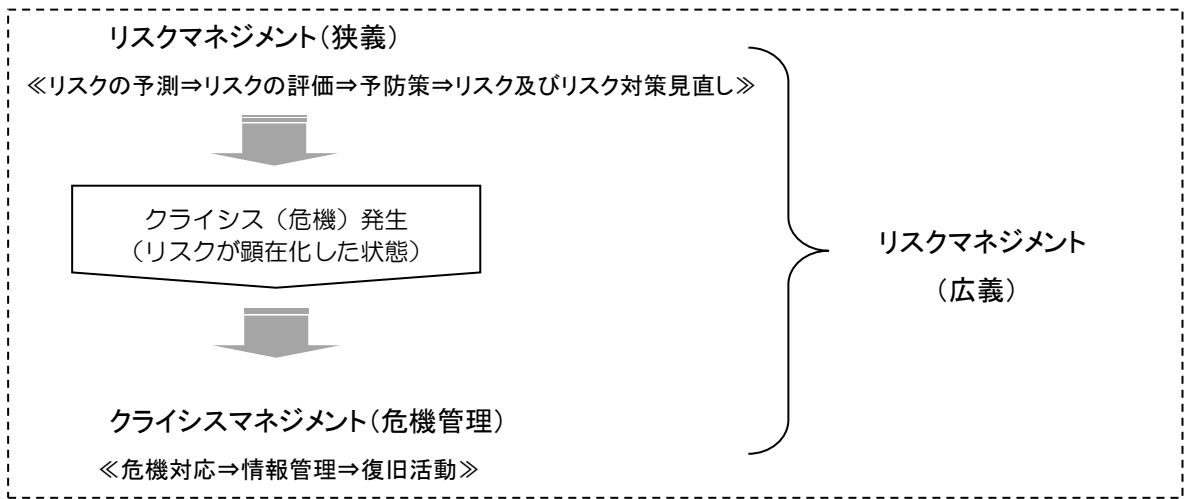 リスクマネジメント(狭義)
≪リスクの予測⇒リスクの評価⇒予防策⇒リスク及びリスク対策見直し≫
クライシス（危機）発生
（リスクが顕在化した状態）
リスクマネジメント
（広義）
クライシスマネジメント(危機管理)
≪危機対応⇒情報管理⇒復旧活動≫